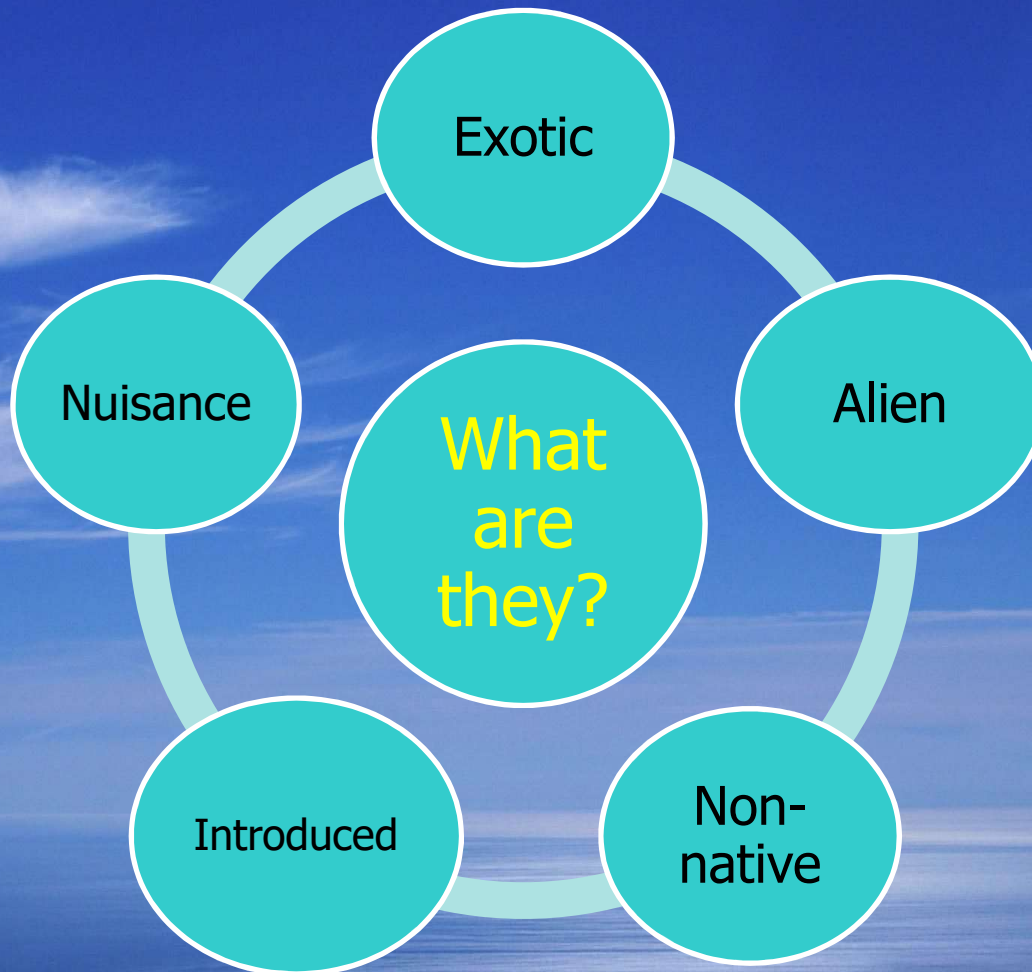 Exotic
Nuisance
Alien
What
are
they?
Introduced
Non-
native